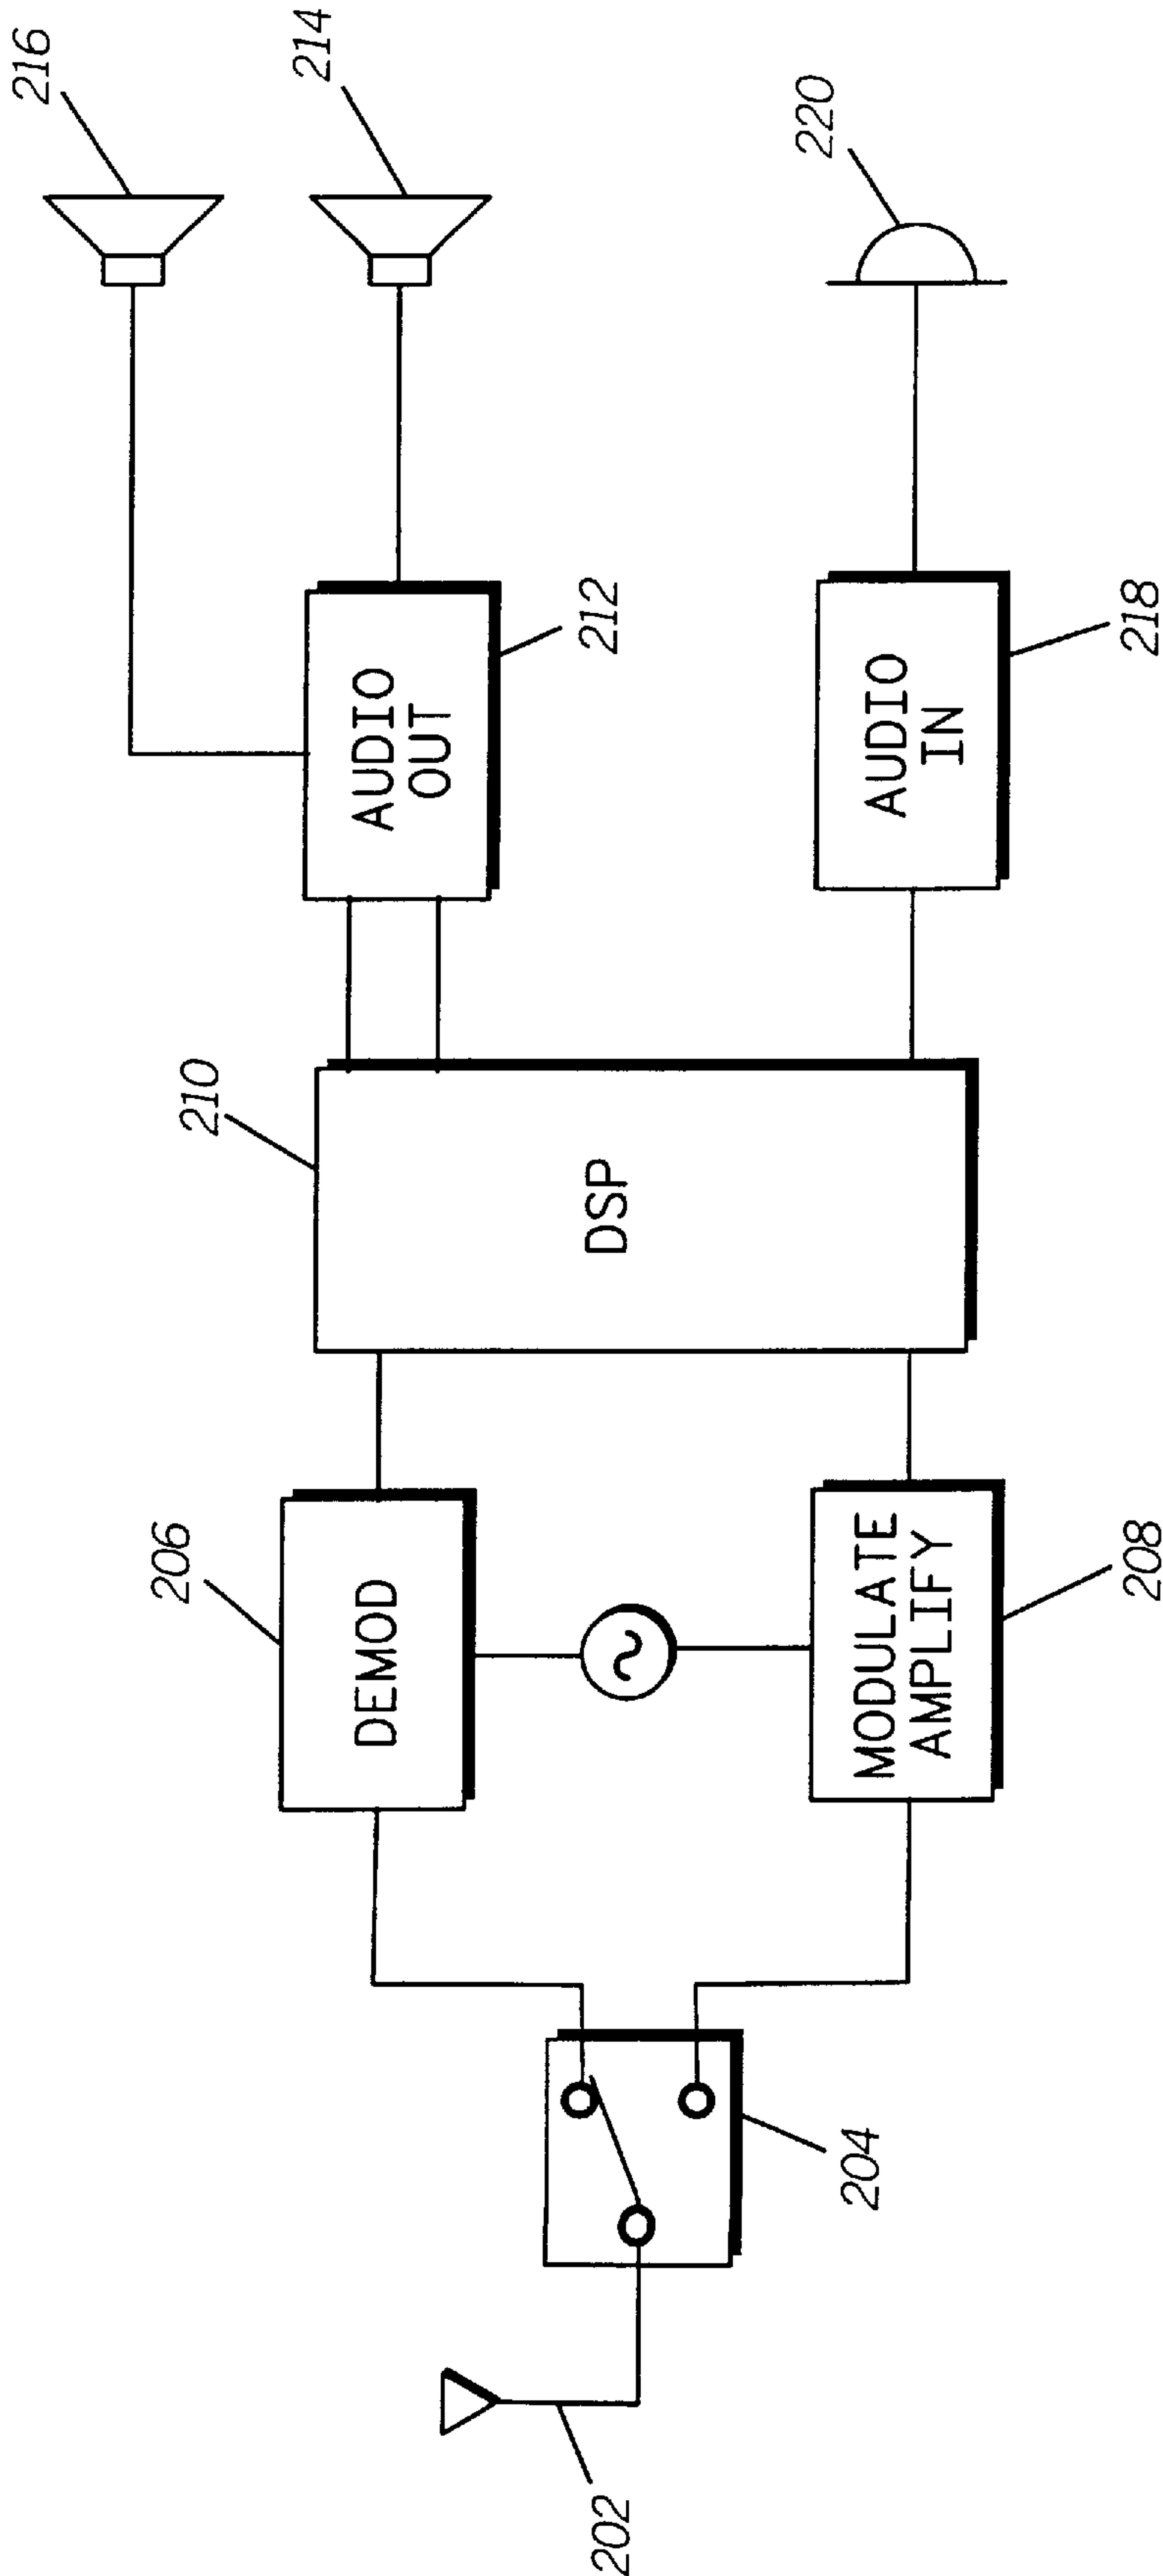 216
214
206
210
DEMOD
AUDIO
OUT
DSP
212
202
204
220
MODULATE
AMPLIFY
AUDIO
IN
208
218